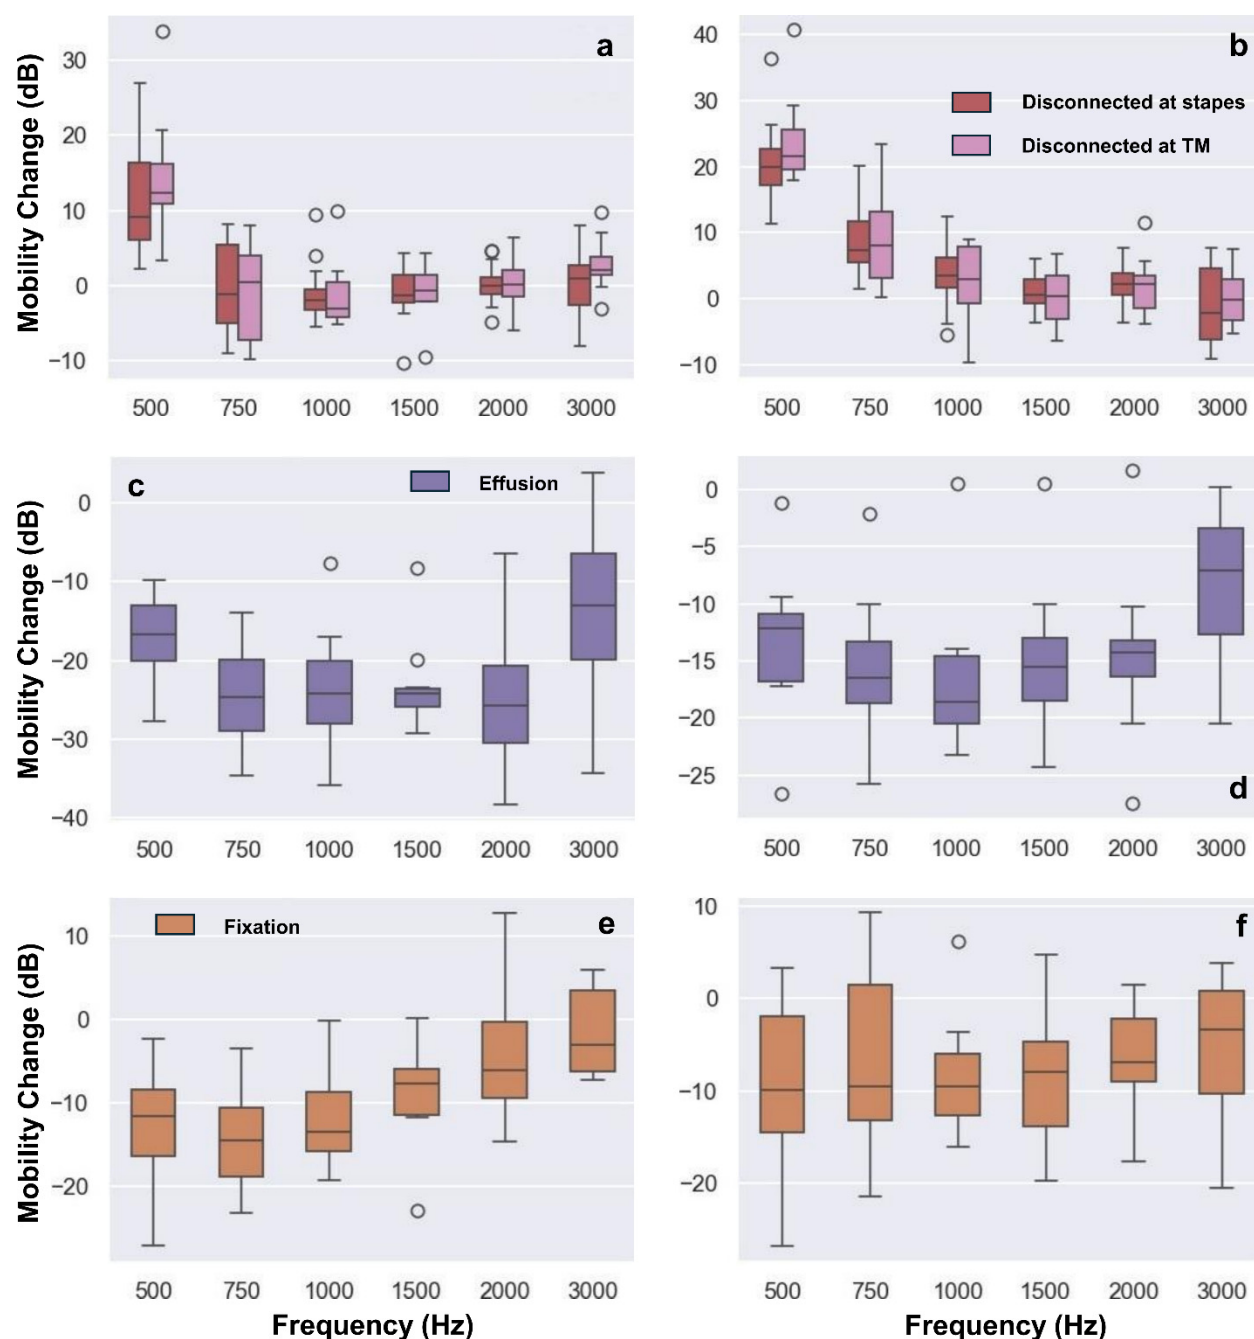 a
b
Mobility Change (dB)
30
20
10
0
−10
40
30
20
10
0
−10
Disconnected at stapes
Disconnected at TM
500 750 1000 1500 2000 3000
500 750 1000 1500 2000 3000
c
Effusion
Mobility Change (dB)
0
−10
−20
−30
−40
0
−5
−10
−15
−20
−25
d
500 750 1000 1500 2000 3000
500 750 1000 1500 2000 3000
Fixation
e
f
Mobility Change (dB)
10
0
−10
−20
10
0
−10
−20
500 750 1000 1500 2000 3000
500 750 1000 1500 2000 3000
Frequency (Hz)
Frequency (Hz)